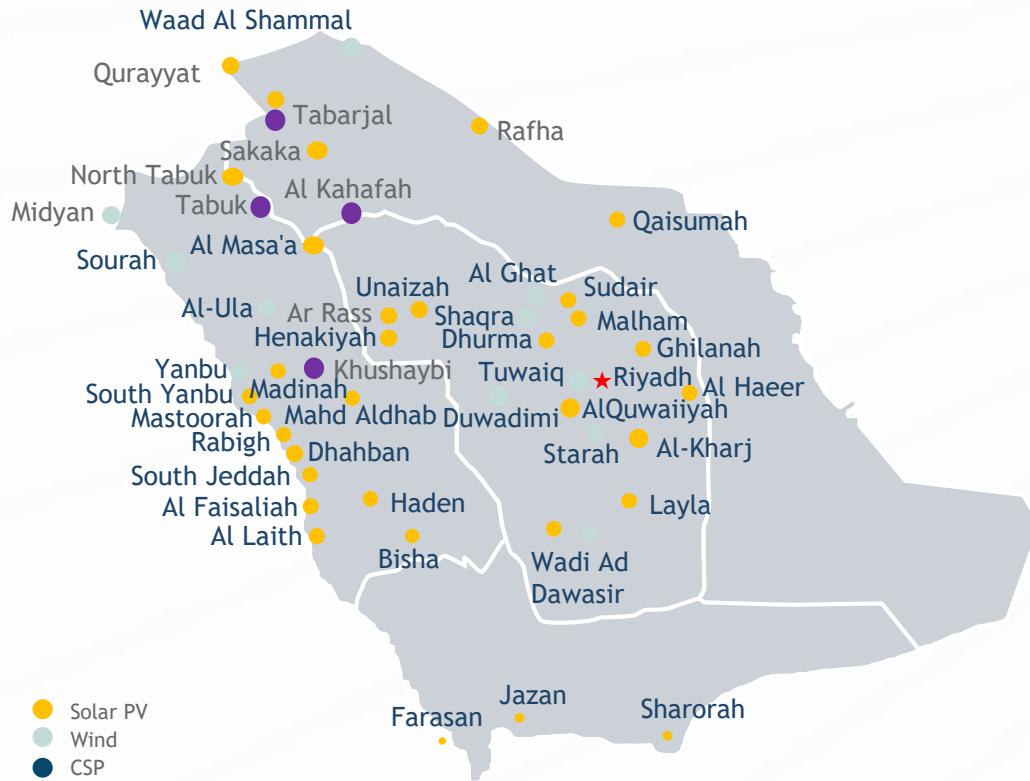 Waad Al Shammal
Qurayyat
Tabarjal
Rafha
Sakaka
North Tabuk
Al Kahafah
Tabuk
Midyan
Qaisumah
Al Masa'a
Sourah
Al Ghat
Unaizah
Sudair
Al-Ula
Ar Rass
Shaqra
Malham
Henakiyah
Dhurma
Ghilanah
Yanbu
Khushaybi
Tuwaiq
Riyadh
Al Haeer
South Yanbu
Madinah
Mastoorah
Mahd Aldhab
Duwadimi
AlQuwaiiyah
Rabigh
Dhahban
Starah
Al-Kharj
South Jeddah
Al Faisaliah
Haden
Layla
Al Laith
Bisha
Wadi Ad
Dawasir
Jazan
Farasan
Sharorah
Solar PV
Wind
CSP